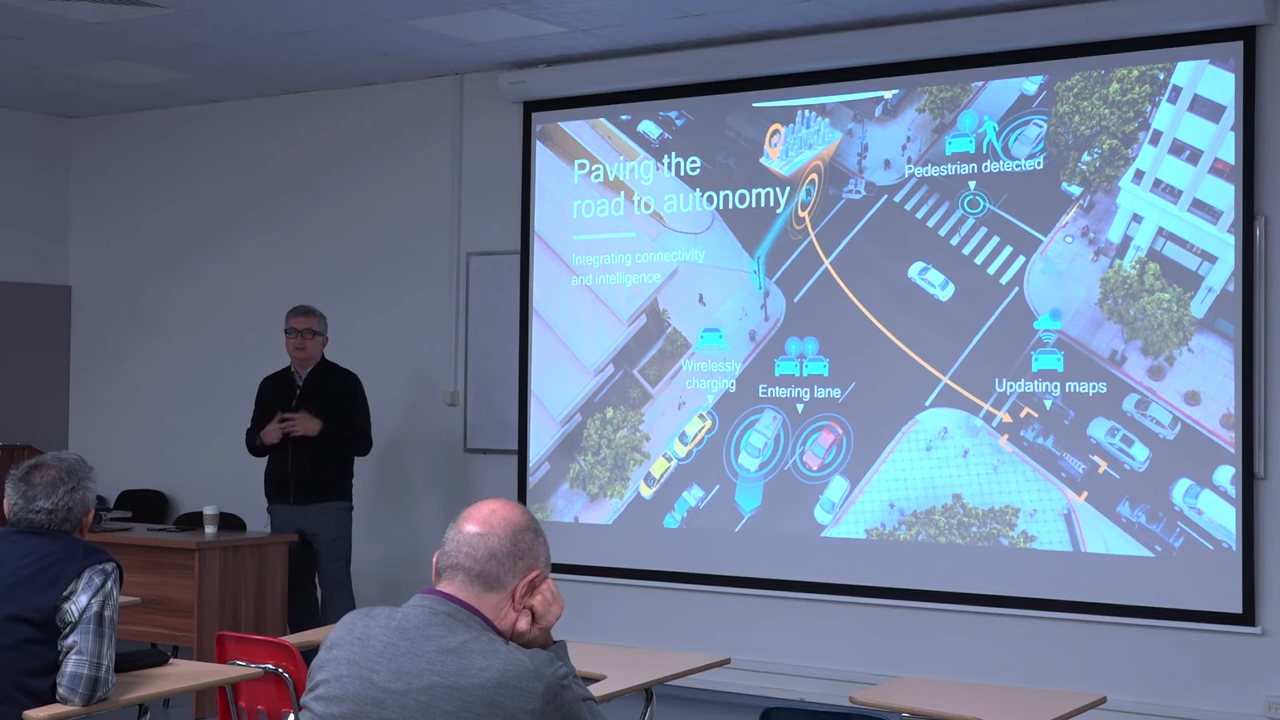 Paving the
road to autonomy
Integrating connectivity
and intelligence
Pedestrian detected
Wirelessly
charging
Entering lane
Updating maps